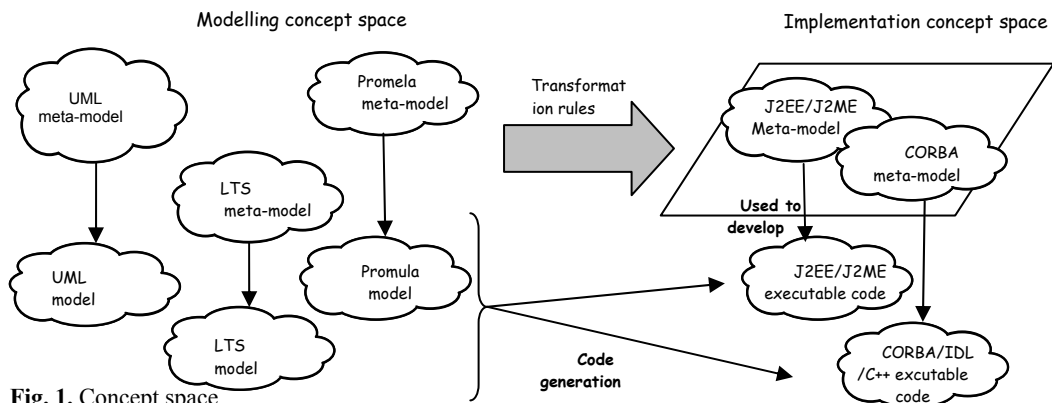 Modelling concept space
Implementation concept space
UML
meta-model
Promela
meta-model
Transformat
ion rules
J2EE/J2ME
Meta-model
CORBA
meta-model
LTS
meta-model
Used to
develop
UML
model
Promula
model
J2EE/J2ME
executable code
LTS
model
Code
generation
CORBA/IDL
/C++ excutable
code
Fig. 1. Concept space